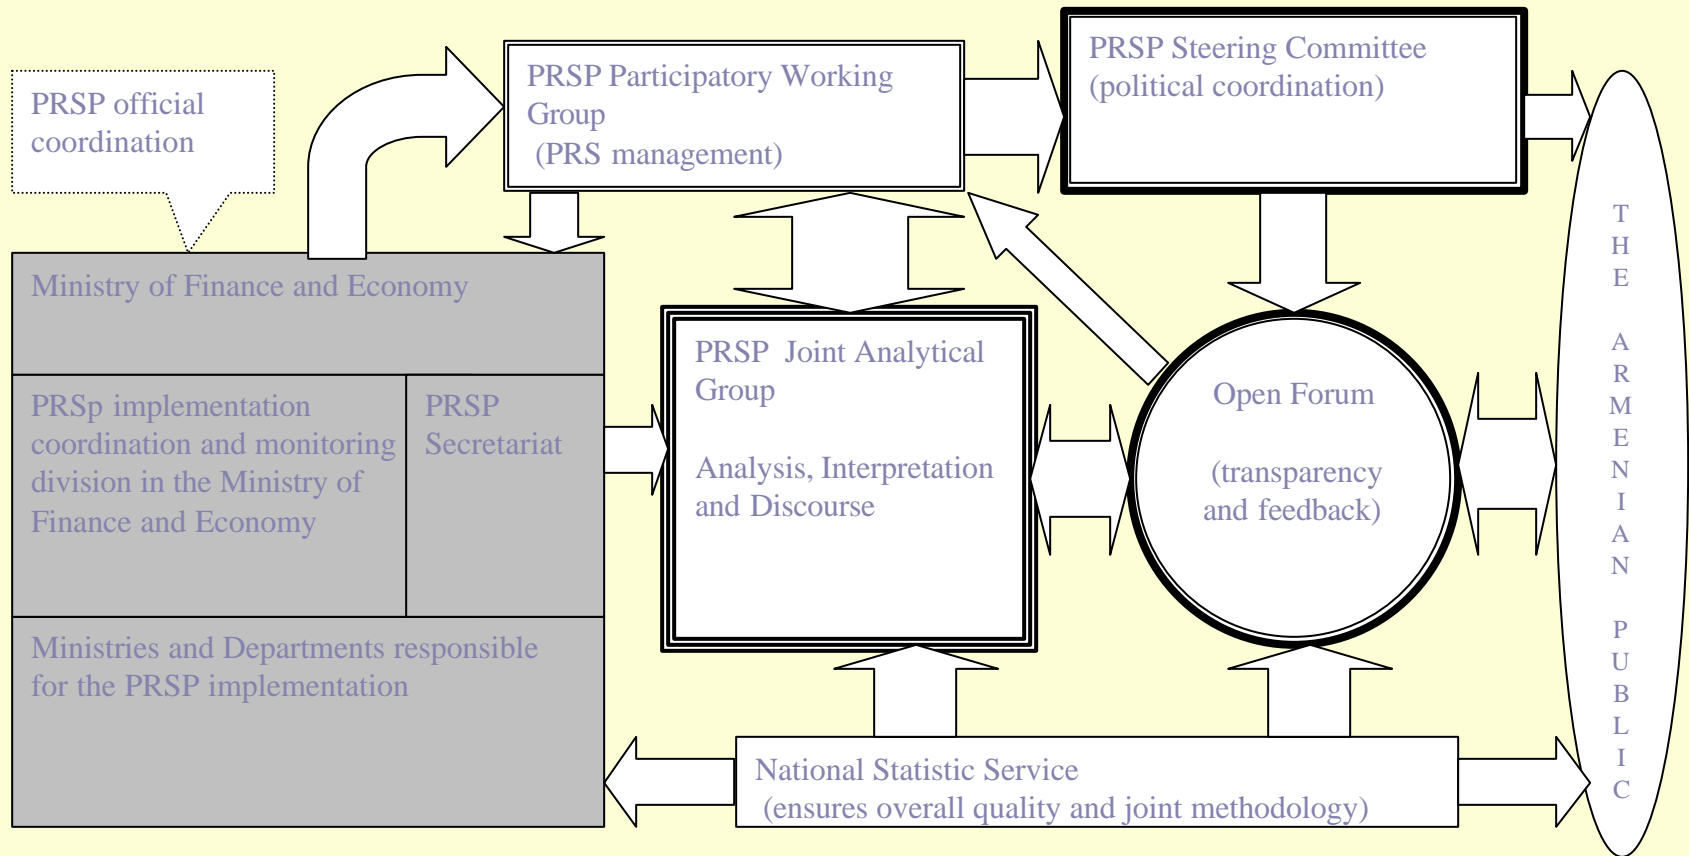 PRSP official
coordination
PRSP Participatory Working
Group
(PRS management)
PRSP Steering Committee
(political coordination)
Ministry of Finance and Economy
PRSp implementation
coordination and monitoring
division in the Ministry of
Finance and Economy
PRSP
Secretariat
Ministries and Departments responsible
for the PRSP implementation
PRSP Joint Analytical
Group
Analysis, Interpretation
and Discourse
Open Forum
(transparency
and feedback)
National Statistic Service
(ensures overall quality and joint methodology)
THE ARMENIAN PUBLIC